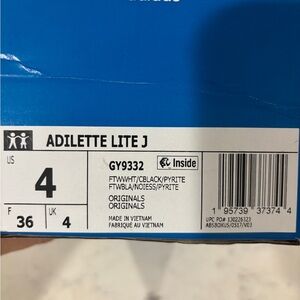 adidas
ADILETTE LITE J
US
4
F
36
UK
4
GY9332
Inside
FTWWHT/CBLACK/PYRITE
FTWBLA/NOIESS/PYRITE
ORIGINALS
ORIGINALS
MADE IN VIETNAM
FABRIQUÉ AU VIETNAM
1 95739 37374 4